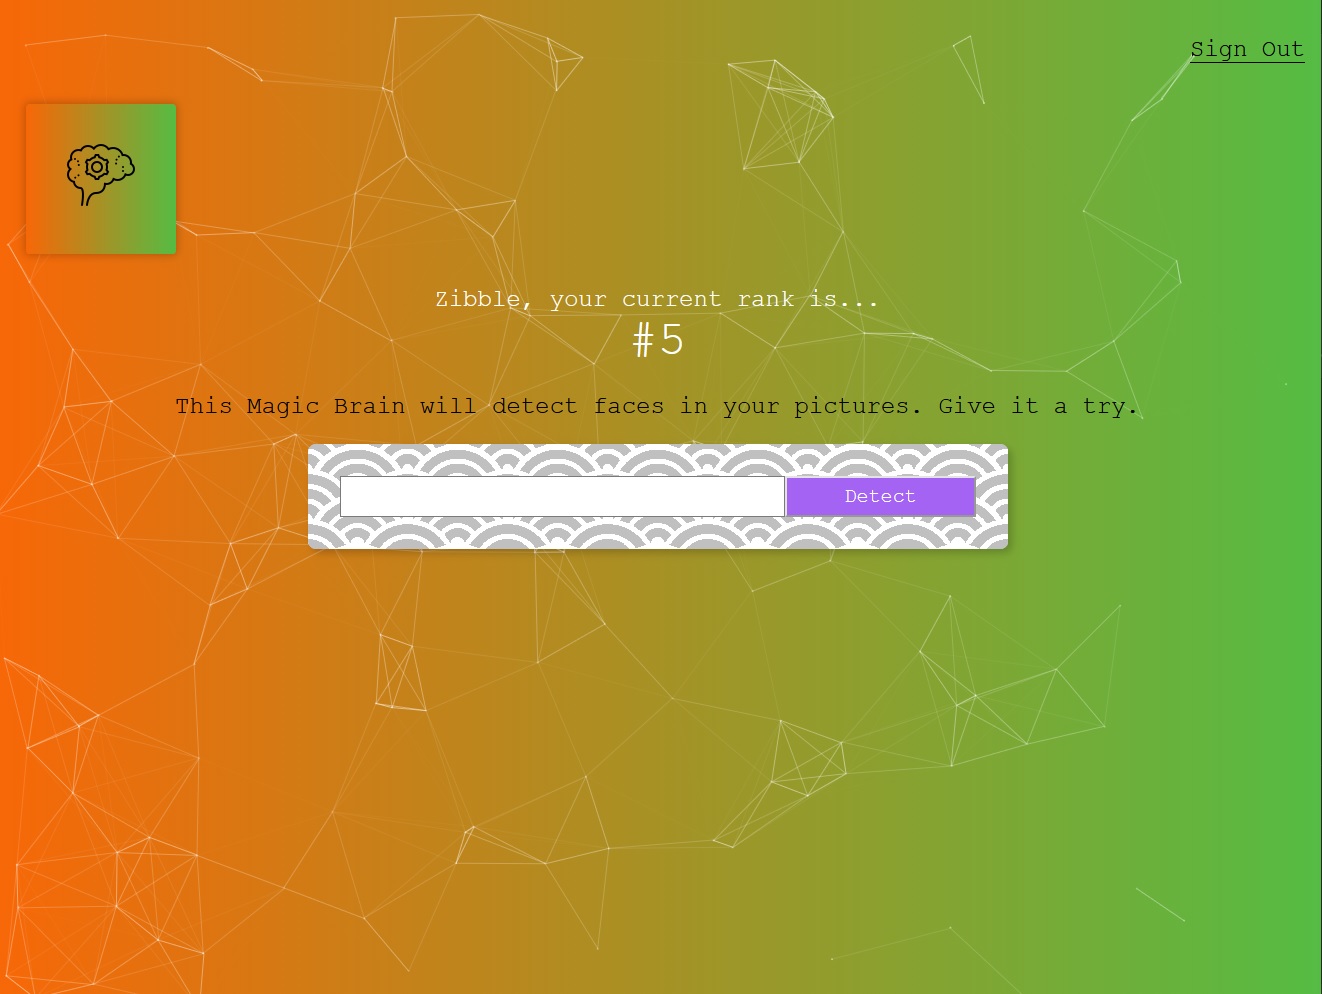 Sign Out
Zibble, your current rank is...
#5
This Magic Brain will detect faces in your pictures. Give it a try.
Detect